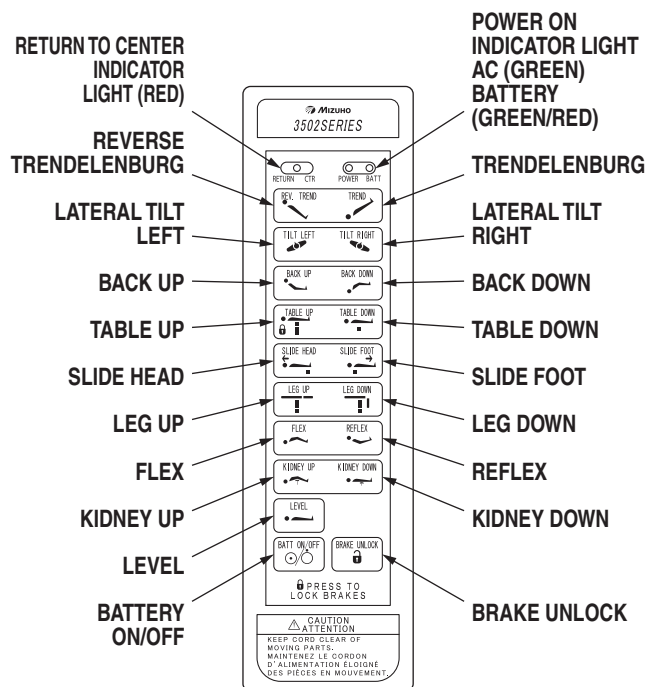 RETURN TO CENTER
INDICATOR
LIGHT (RED)
REVERSE
TRENDELENBURG
LATERAL TILT
LEFT
BACK UP
TABLE UP
SLIDE HEAD
LEG UP
FLEX
KIDNEY UP
LEVEL
BATTERY
ON/OFF
MIZUHO
3502SERIES
RETURN CTR
POWER BATT
REV. TREND
TREND
TILT LEFT
TILT RIGHT
BACK UP
BACK DOWN
TABLE UP
TABLE DOWN
SLIDE HEAD
SLIDE FOOT
LEG UP
LEG DOWN
FLEX
REFLEX
KIDNEY UP
KIDNEY DOWN
LEVEL
BATT ON/OFF
BRAKE UNLOCK
PRESS TO
LOCK BRAKES
CAUTION
ATTENTION
KEEP CORD CLEAR OF
MOVING PARTS.
MAINTENEZ LE CORDON
D'ALIMENTATION ÉLOIGNÉ
DES PIÈCES EN MOUVEMENT.
POWER ON
INDICATOR LIGHT
AC (GREEN)
BATTERY
(GREEN/RED)
TRENDELENBURG
LATERAL TILT
RIGHT
BACK DOWN
TABLE DOWN
SLIDE FOOT
LEG DOWN
REFLEX
KIDNEY DOWN
BRAKE UNLOCK